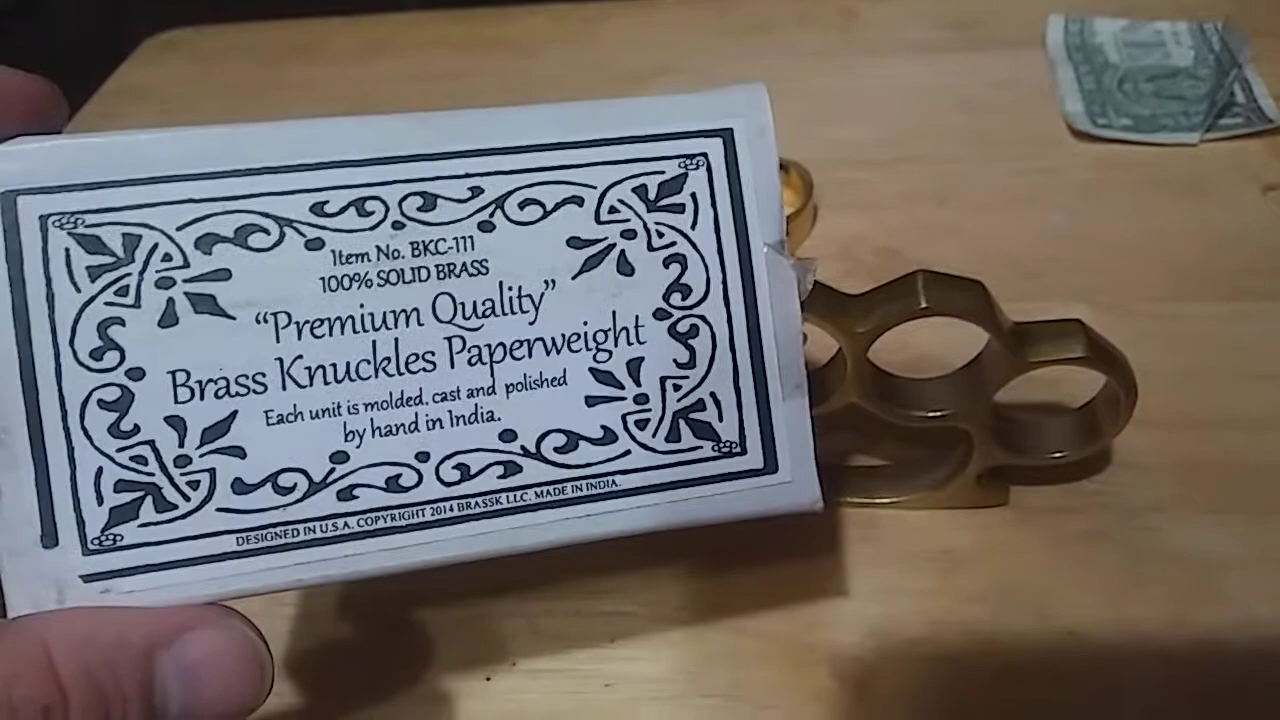 Item No. BKC-111
100% SOLID BRASS
“Premium Quality”
Brass Knuckles Paperweight
Each unit is molded, cast and polished
by hand in India.
DESIGNED IN U.S.A. COPYRIGHT 2014 BRASSK LLC. MADE IN INDIA.